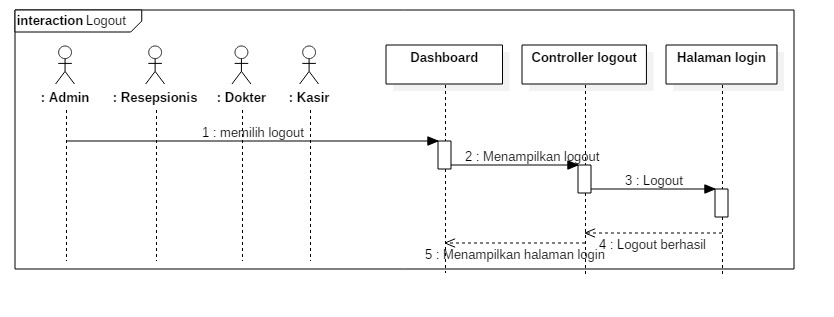 interaction Logout
: Admin
: Resepsionis
: Dokter
: Kasir
Dashboard
Controller logout
Halaman login
1 : memilih logout
2 : Menampilkan logout
3 : Logout
4 : Logout berhasil
5 : Menampilkan halaman login